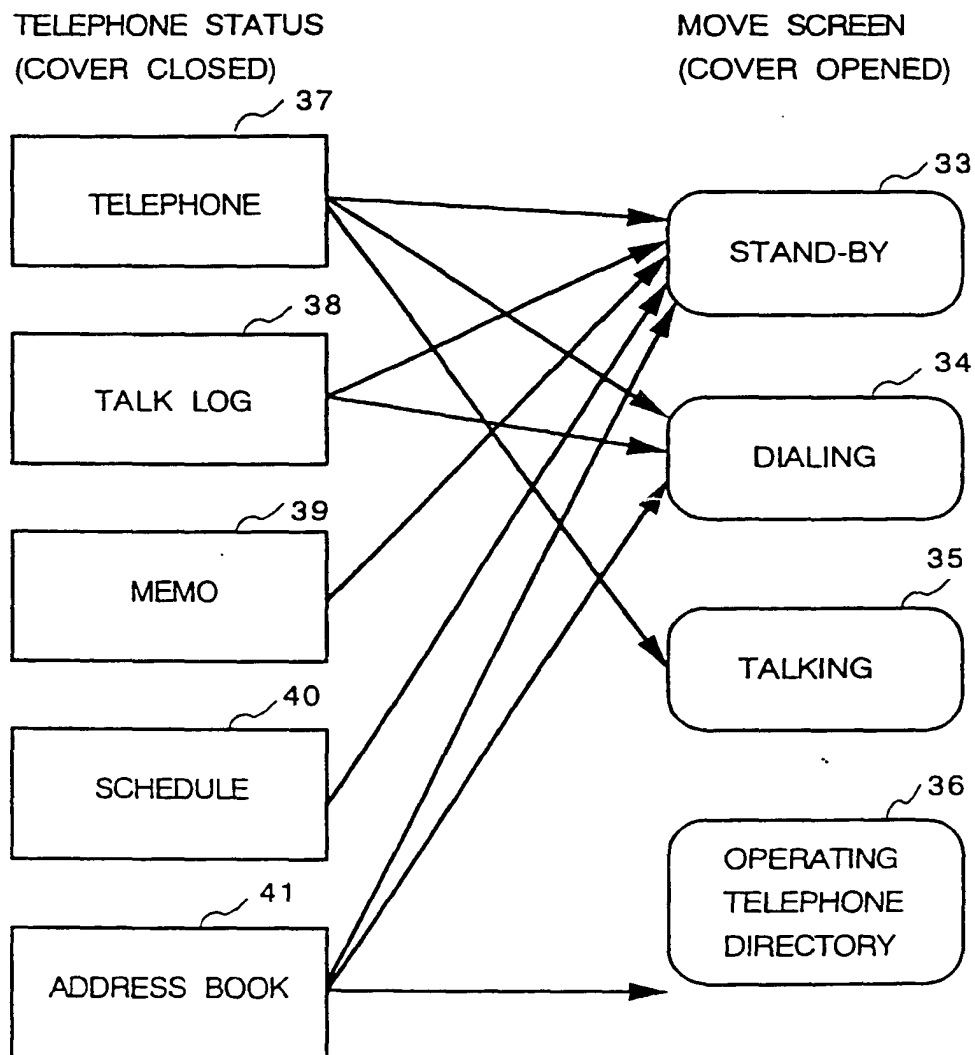 TELEPHONE STATUS
(COVER CLOSED)
37
TELEPHONE
38
TALK LOG
39
MEMO
40
SCHEDULE
41
ADDRESS BOOK
MOVE SCREEN
(COVER OPENED)
33
STAND-BY
34
DIALING
35
TALKING
36
OPERATING
TELEPHONE
DIRECTORY